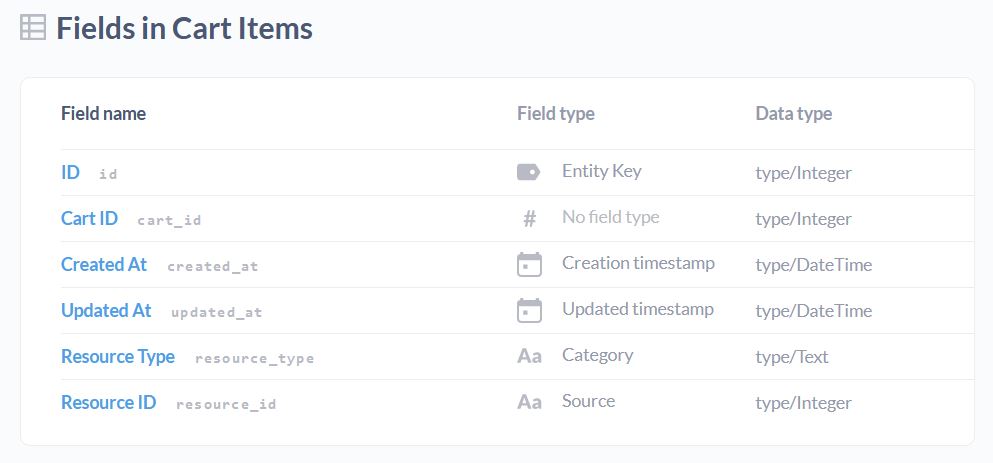 Fields in Cart Items
Field name Field type Data type
ID id Entity Key type/Integer
Cart ID cart_id # No field type type/Integer
Created At created_at Creation timestamp type/DateTime
Updated At updated_at Updated timestamp type/DateTime
Resource Type resource_type Aa Category type/Text
Resource ID resource_id Aa Source type/Integer